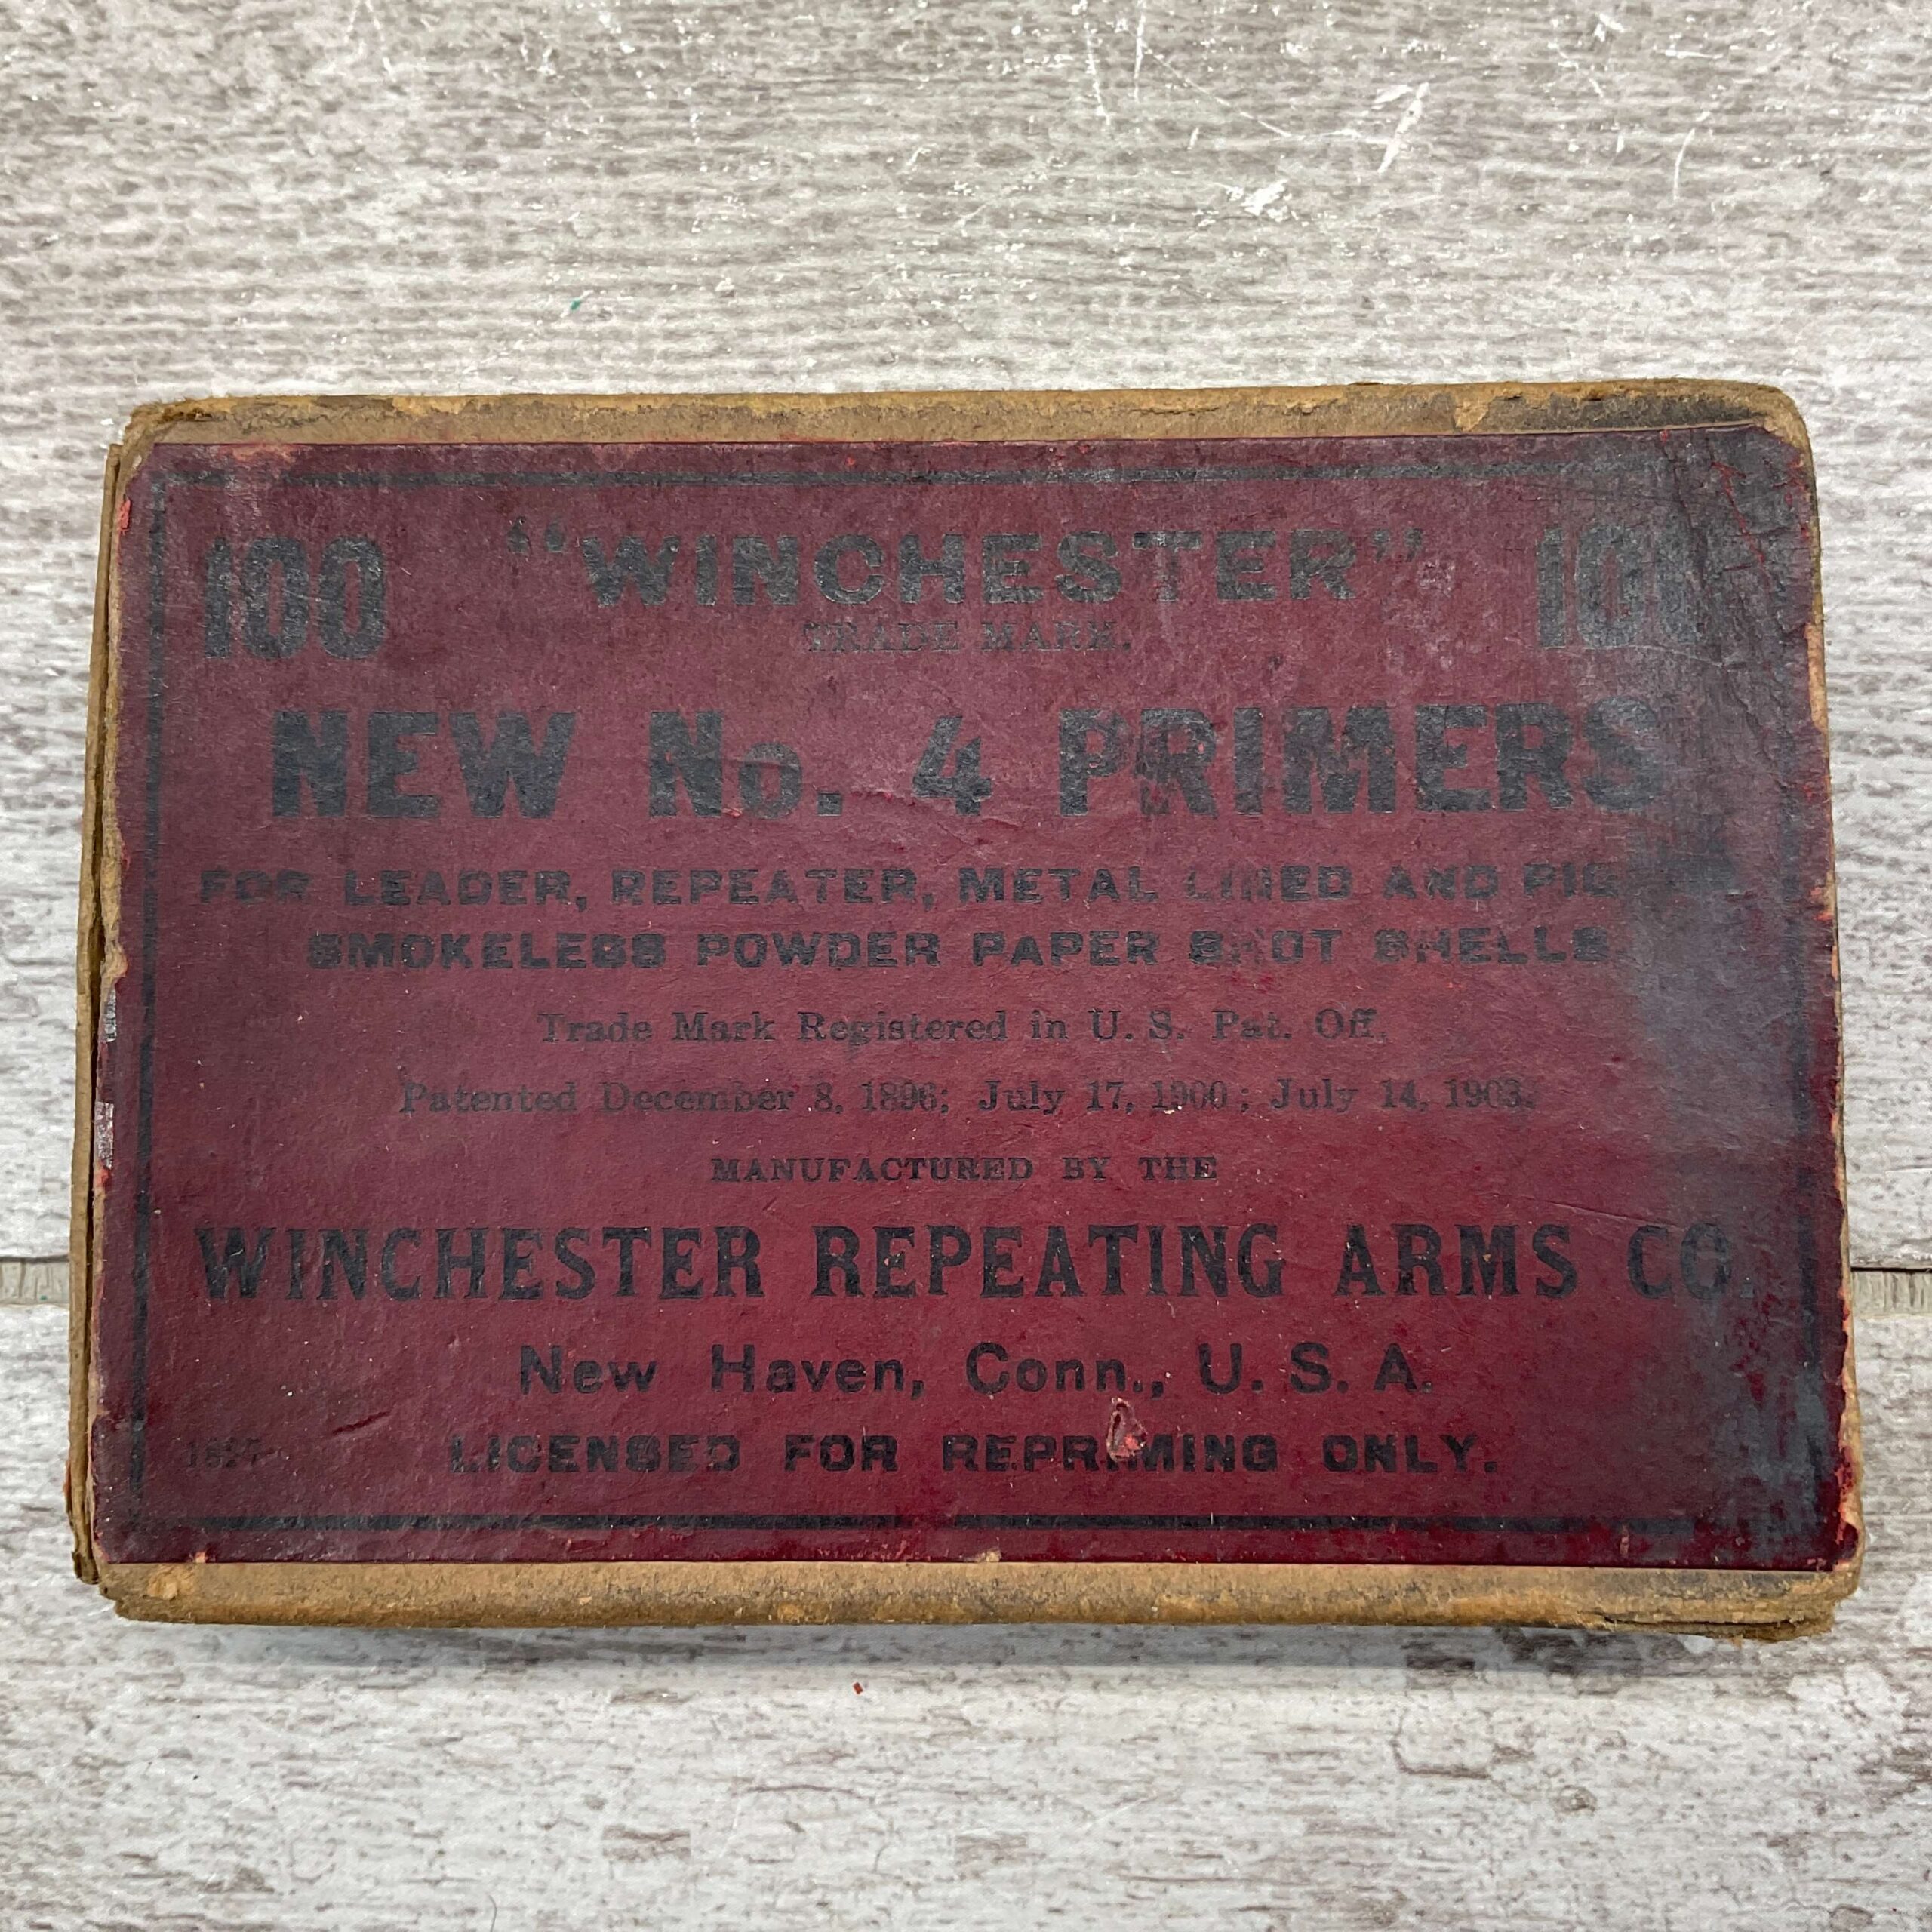 100 "WINCHESTER" 10
TRADE MARK.
NEW No. 4 PRIMERS
FOR LEADER, REPEATER, METAL LINED AND
SMOKELESS POWDER PAPER SHOT SHELLS
Trade Mark Registered in U. S. Pat. Off.
Patented December 8, 1896; July 17, 1900; July 14, 1903.
MANUFACTURED BY THE
WINCHESTER REPEATING ARMS CO.
New Haven, Conn., U. S. A.
LICENSED FOR REPRIMING ONLY.